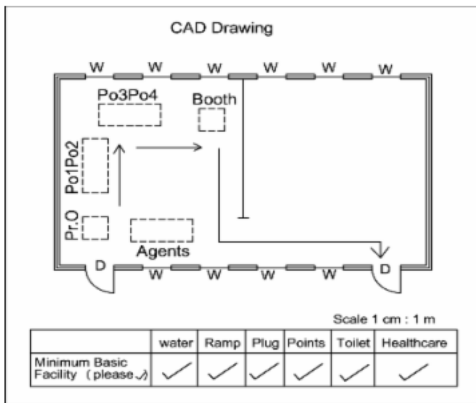 CAD Drawing
W W W W W W
Po3Po4 Booth
Po1Po2
Pr.O
Agents
D D
W W W W
Scale 1 cm : 1 m
water Ramp Plug Points Toilet Healthcare
Minimum Basic
Facility ( please ✓) ✓ ✓ ✓ ✓ ✓ ✓